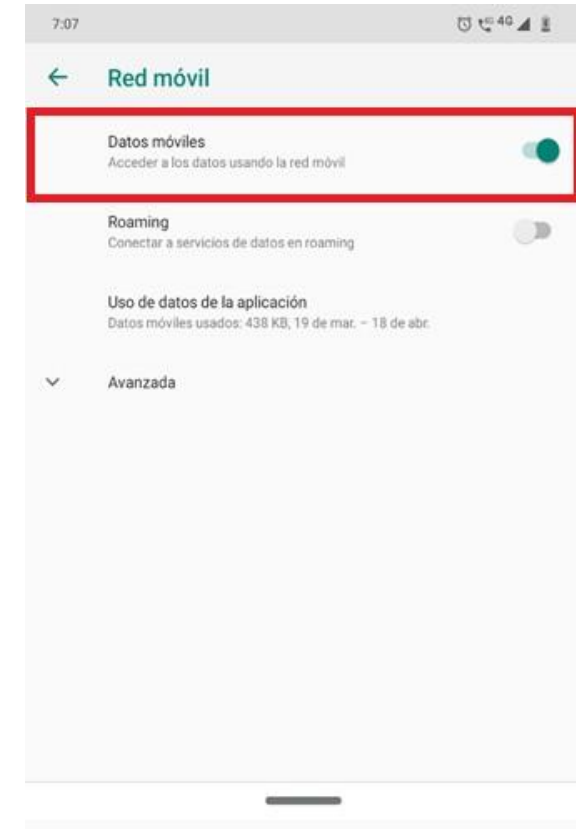 7:07
4G
Red móvil
Datos móviles
Acceder a los datos usando la red móvil
Roaming
Conectar a servicios de datos en roaming
Uso de datos de la aplicación
Datos móviles usados: 438 KB, 19 de mar. – 18 de abr.
Avanzada